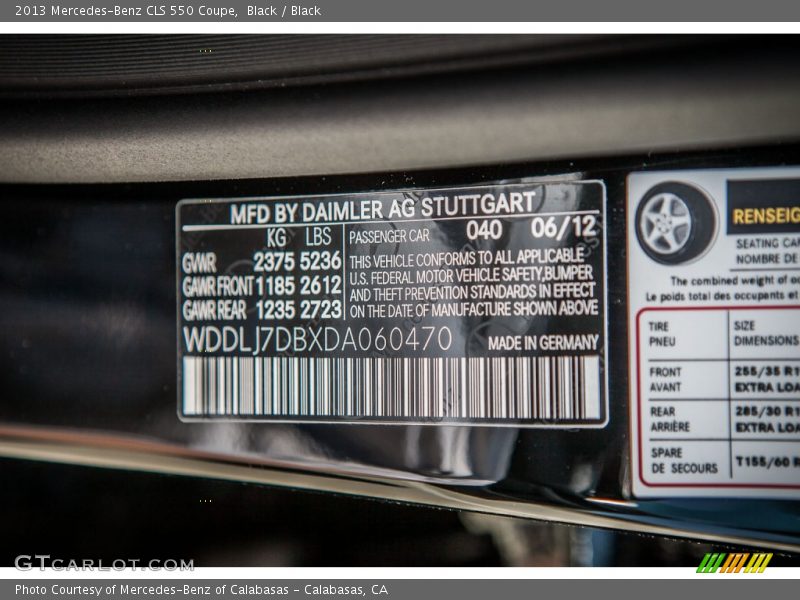 2013 Mercedes-Benz CLS 550 Coupe, Black / Black
MFD BY DAIMLER AG STUTTGART
KG LBS PASSENGER CAR 040 06/12
GWR 2375 5236
GAWR FRONT 1185 2612
GAWR REAR 1235 2723
THIS VEHICLE CONFORMS TO ALL APPLICABLE
U.S. FEDERAL MOTOR VEHICLE SAFETY,BUMPER
AND THEFT PREVENTION STANDARDS IN EFFECT
ON THE DATE OF MANUFACTURE SHOWN ABOVE
WDDLJ7DBXDA060470 MADE IN GERMANY
RENSEIG
SEATING CA
NOMBRE DE
The combined weight of o
Le poids total des occupants et
TIRE SIZE
PNEU DIMENSIONS
FRONT 255/35 R1
AVANT EXTRA LOA
REAR 285/30 R1
ARRIÈRE EXTRA LOA
SPARE T155/60 R
DE SECOURS
GTCARLOT.COM
Photo Courtesy of Mercedes-Benz of Calabasas - Calabasas, CA